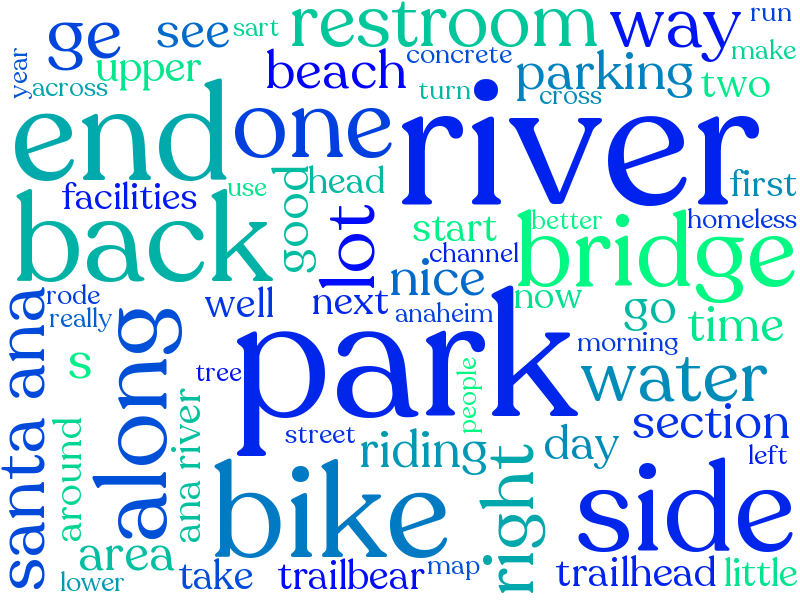 run
restroom
way
ge
see
sart
concrete
make
year
upper
beach
parking
two
across
turn
cross
end
one
river
first
facilities
use
good
head
back
lot
start
better
homeless
channel
bridge
nice
rode
well
next
now
go
really
anaheim
time
santa ana
along
park
morning
s
tree
people
water
ana river
around
street
section
riding
day
left
bike
right
side
area
lower
take
trailbear
map
trailhead
little